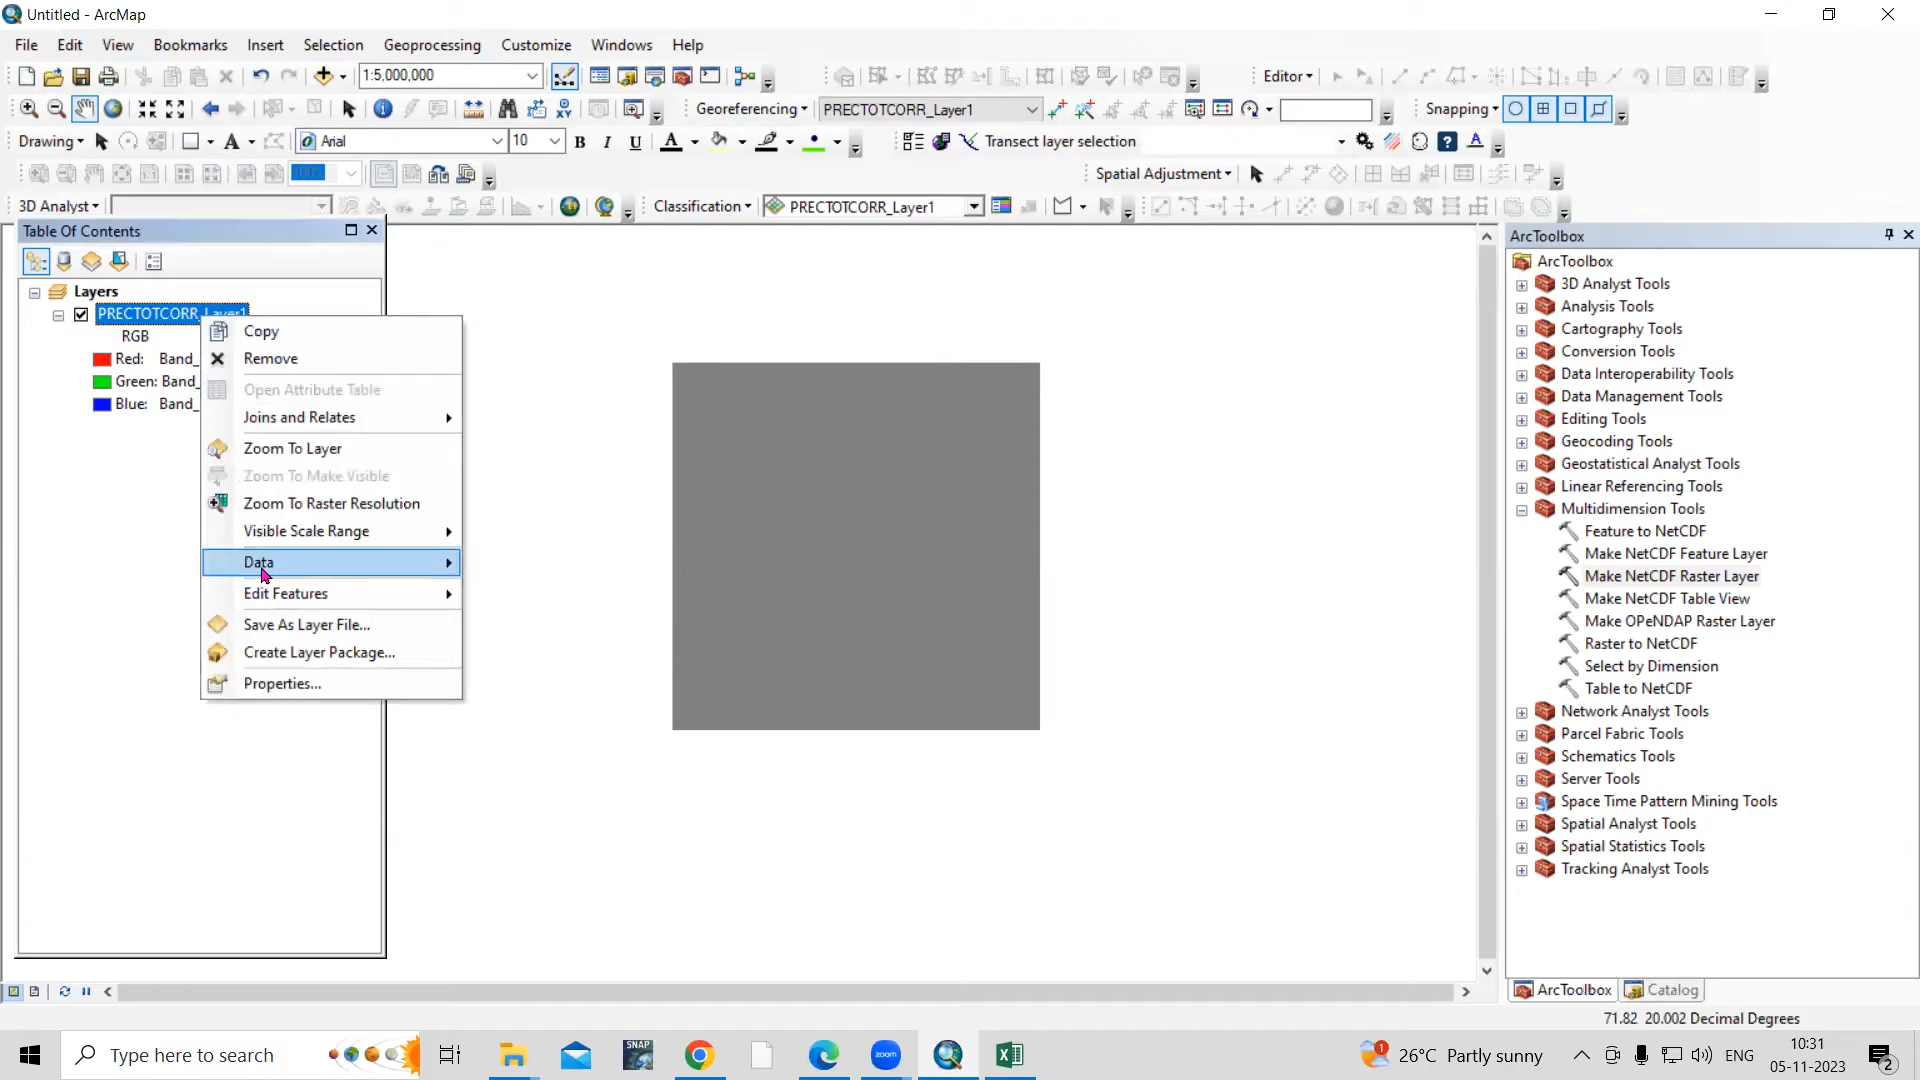 Untitled - ArcMap
File Edit View Bookmarks Insert Selection Geoprocessing Customize Windows Help
1:5,000,000 Editor
Georeferencing PRECTOTCORR_Layer1 Snapping
Drawing Arial 10 B I U A Transect layer selection
100% Spatial Adjustment
3D Analyst Classification PRECTOTCORR_Layer1
Table Of Contents
Layers
PRECTOTCORR_Layer1
RGB
Red: Band_
Green: Band_
Blue: Band_
Copy
Remove
Open Attribute Table
Joins and Relates
Zoom To Layer
Zoom To Make Visible
Zoom To Raster Resolution
Visible Scale Range
Data
Edit Features
Save As Layer File...
Create Layer Package...
Properties...
ArcToolbox
ArcToolbox
3D Analyst Tools
Analysis Tools
Cartography Tools
Conversion Tools
Data Interoperability Tools
Data Management Tools
Editing Tools
Geocoding Tools
Geostatistical Analyst Tools
Linear Referencing Tools
Multidimension Tools
Feature to NetCDF
Make NetCDF Feature Layer
Make NetCDF Raster Layer
Make NetCDF Table View
Make OPeNDAP Raster Layer
Raster to NetCDF
Select by Dimension
Table to NetCDF
Network Analyst Tools
Parcel Fabric Tools
Schematics Tools
Server Tools
Space Time Pattern Mining Tools
Spatial Analyst Tools
Spatial Statistics Tools
Tracking Analyst Tools
ArcToolbox Catalog
71.82 20.002 Decimal Degrees
Type here to search SNAP zoom 1 26°C Partly sunny ENG 10:31
05-11-2023 2